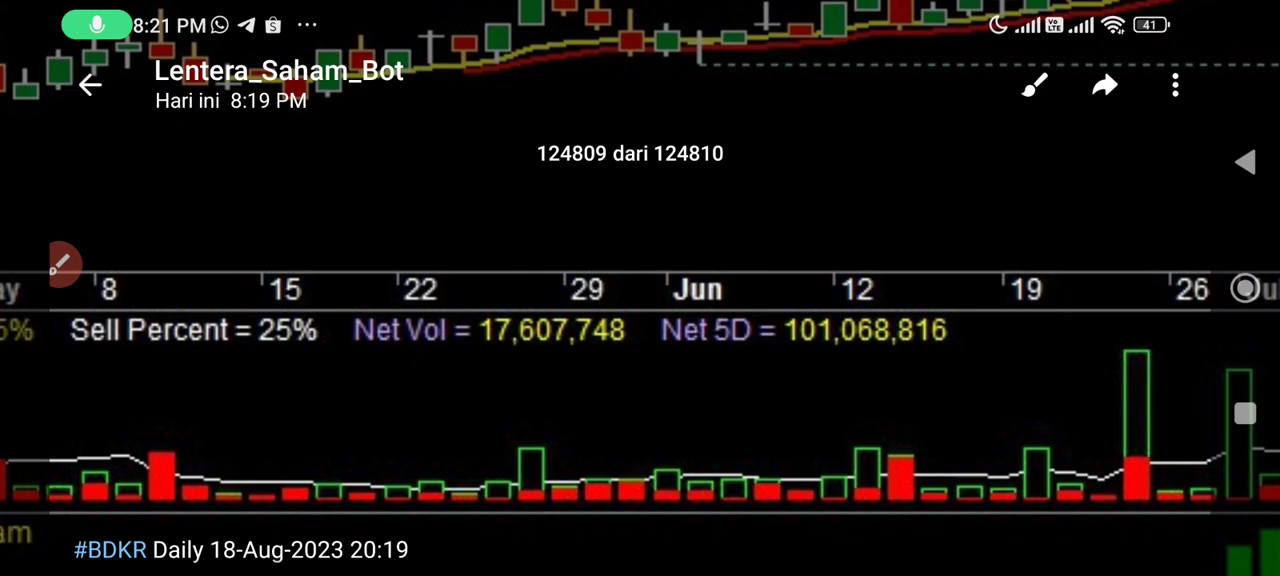 8:21 PM
41
Lentera_Saham_Bot
Hari ini 8:19 PM
124809 dari 124810
8 15 22 29 Jun 12 19 26
Sell Percent = 25% Net Vol = 17,607,748 Net 5D = 101,068,816
#BDKR Daily 18-Aug-2023 20:19